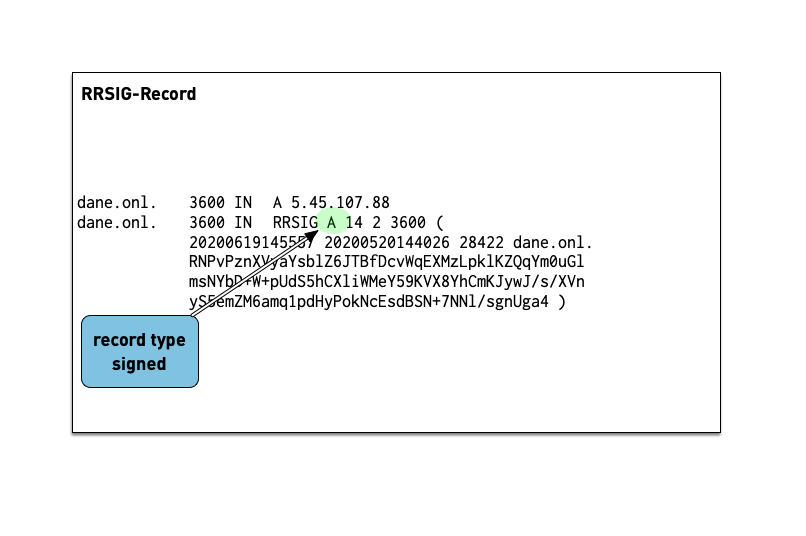 RRSIG-Record
dane.onl. 3600 IN A 5.45.107.88
dane.onl. 3600 IN RRSIG A 14 2 3600 (
20200619145557 20200520144026 28422 dane.onl.
RNPvPznXVyaYsblZ6JTBfDcvWqEXMzLpklKZQqYm0uGl
msNYbD+W+pUdS5hCXliWMeY59KVX8YhCmKJywJ/s/XVn
yS5emZM6amq1pdHyPokNcEsdBSN+7NNl/sgnUga4 )
record type
signed